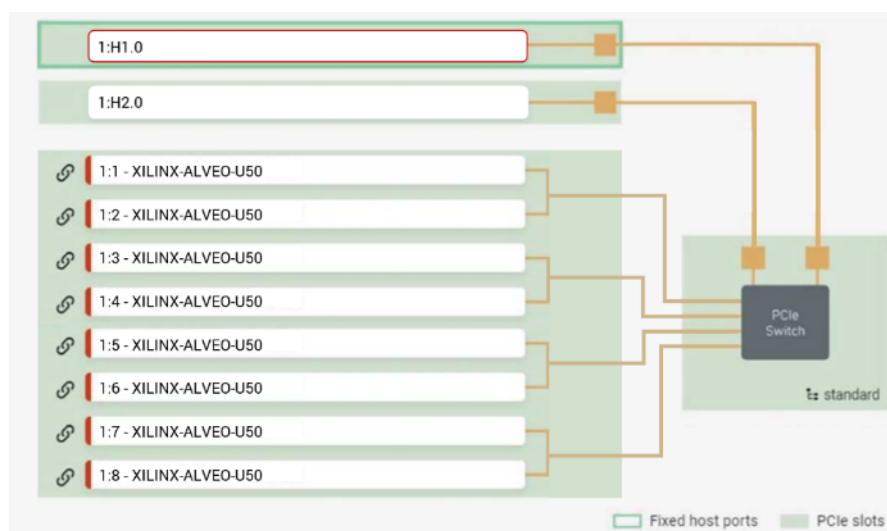 1:H1.0
1:H2.0
1:1 - XILINX-ALVEO-U50
1:2 - XILINX-ALVEO-U50
1:3 - XILINX-ALVEO-U50
1:4 - XILINX-ALVEO-U50
1:5 - XILINX-ALVEO-U50
1:6 - XILINX-ALVEO-U50
1:7 - XILINX-ALVEO-U50
1:8 - XILINX-ALVEO-U50
PCIe
Switch
standard
Fixed host ports
PCIe slots